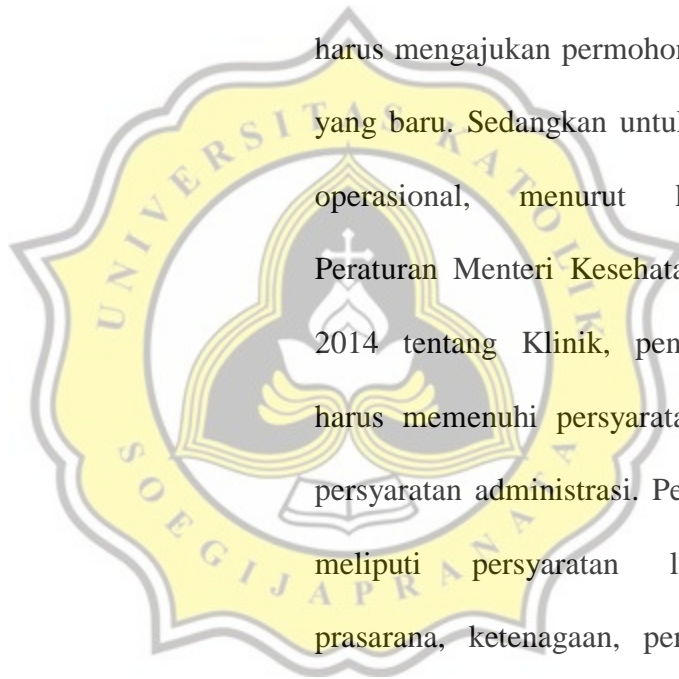 UNIVERSITAS KATOLIK
SOEGIJAPRANATA
harus mengajukan permohon
yang baru. Sedangkan untuk
operasional, menurut
Peraturan Menteri Kesehata
2014 tentang Klinik, pen
harus memenuhi persyarata
persyaratan administrasi. Pe
meliputi persyaratan l
prasarana, ketenagaan, per